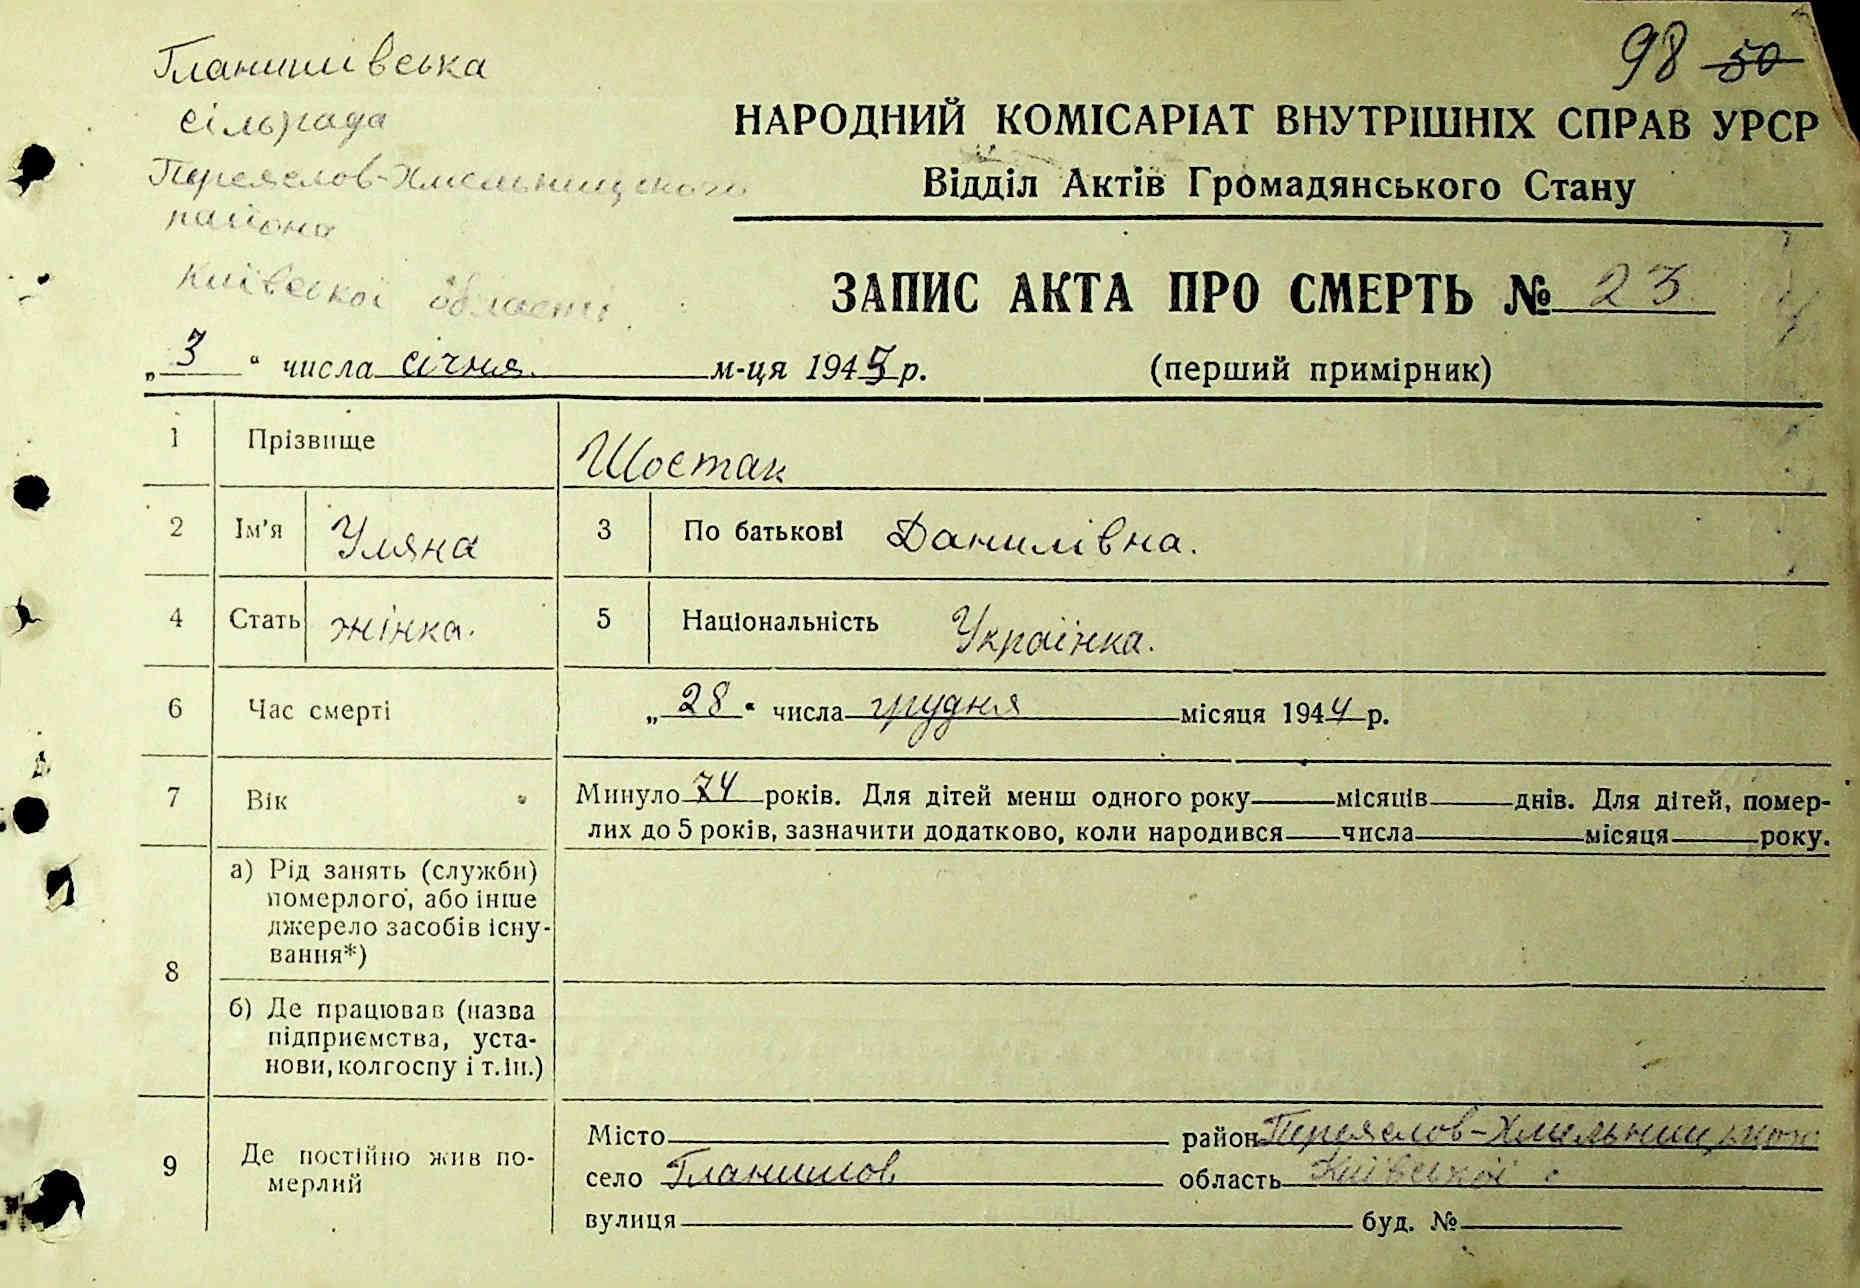 Гланишівська
сільрада
Переяслов-Хмельницького
района
Київської області
98 50
НАРОДНИЙ КОМІСАРІАТ ВНУТРІШНІХ СПРАВ УРСР
Відділ Актів Громадянського Стану
ЗАПИС АКТА ПРО СМЕРТЬ № 23
„3“ числа січня м-ця 1945 р. (перший примірник)
1 Прізвище Шостак
2 Ім'я Уляна 3 По батькові Данилівна.
4 Стать жінка. 5 Національність Українка.
6 Час смерті „28“ числа грудня місяця 1944 р.
7 Вік Минуло 74 років. Для дітей менш одного року місяців днів. Для дітей, помер-
лих до 5 років, зазначити додатково, коли народився числа місяця року.
8 а) Рід занять (служби)
померлого, або інше
джерело засобів існу-
вання*)
б) Де працював (назва
підприємства, уста-
нови, колгоспу і т.ін.)
9 Де постійно жив по-
мерлий
Місто район Переяслов-Хмельницького
село Гланишов область Київської
вулиця буд. №